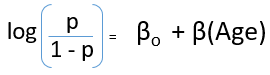 log(p / 1 - p) = βo + β(Age)